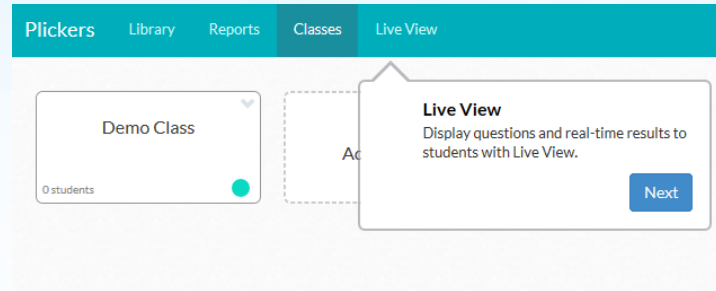 Plickers Library Reports Classes Live View
Demo Class
0 students
Live View
Display questions and real-time results to
students with Live View.
Next